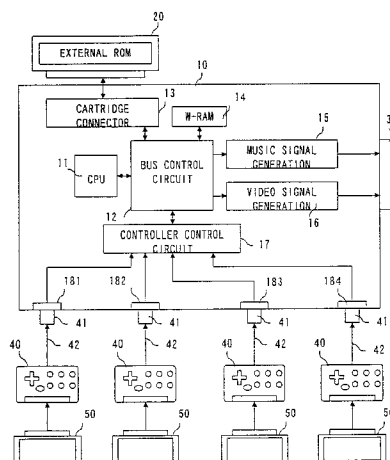 20
EXTERNAL ROM
10
13
14
CARTRIDGE
CONNECTOR
W-RAM
15
11
CPU
BUS CONTROL
CIRCUIT
MUSIC SIGNAL
GENERATION
VIDEO SIGNAL
GENERATION
12
16
CONTROLLER CONTROL
CIRCUIT
17
181
182
183
184
41
41
41
41
42
42
42
42
40
40
40
40
50
50
50